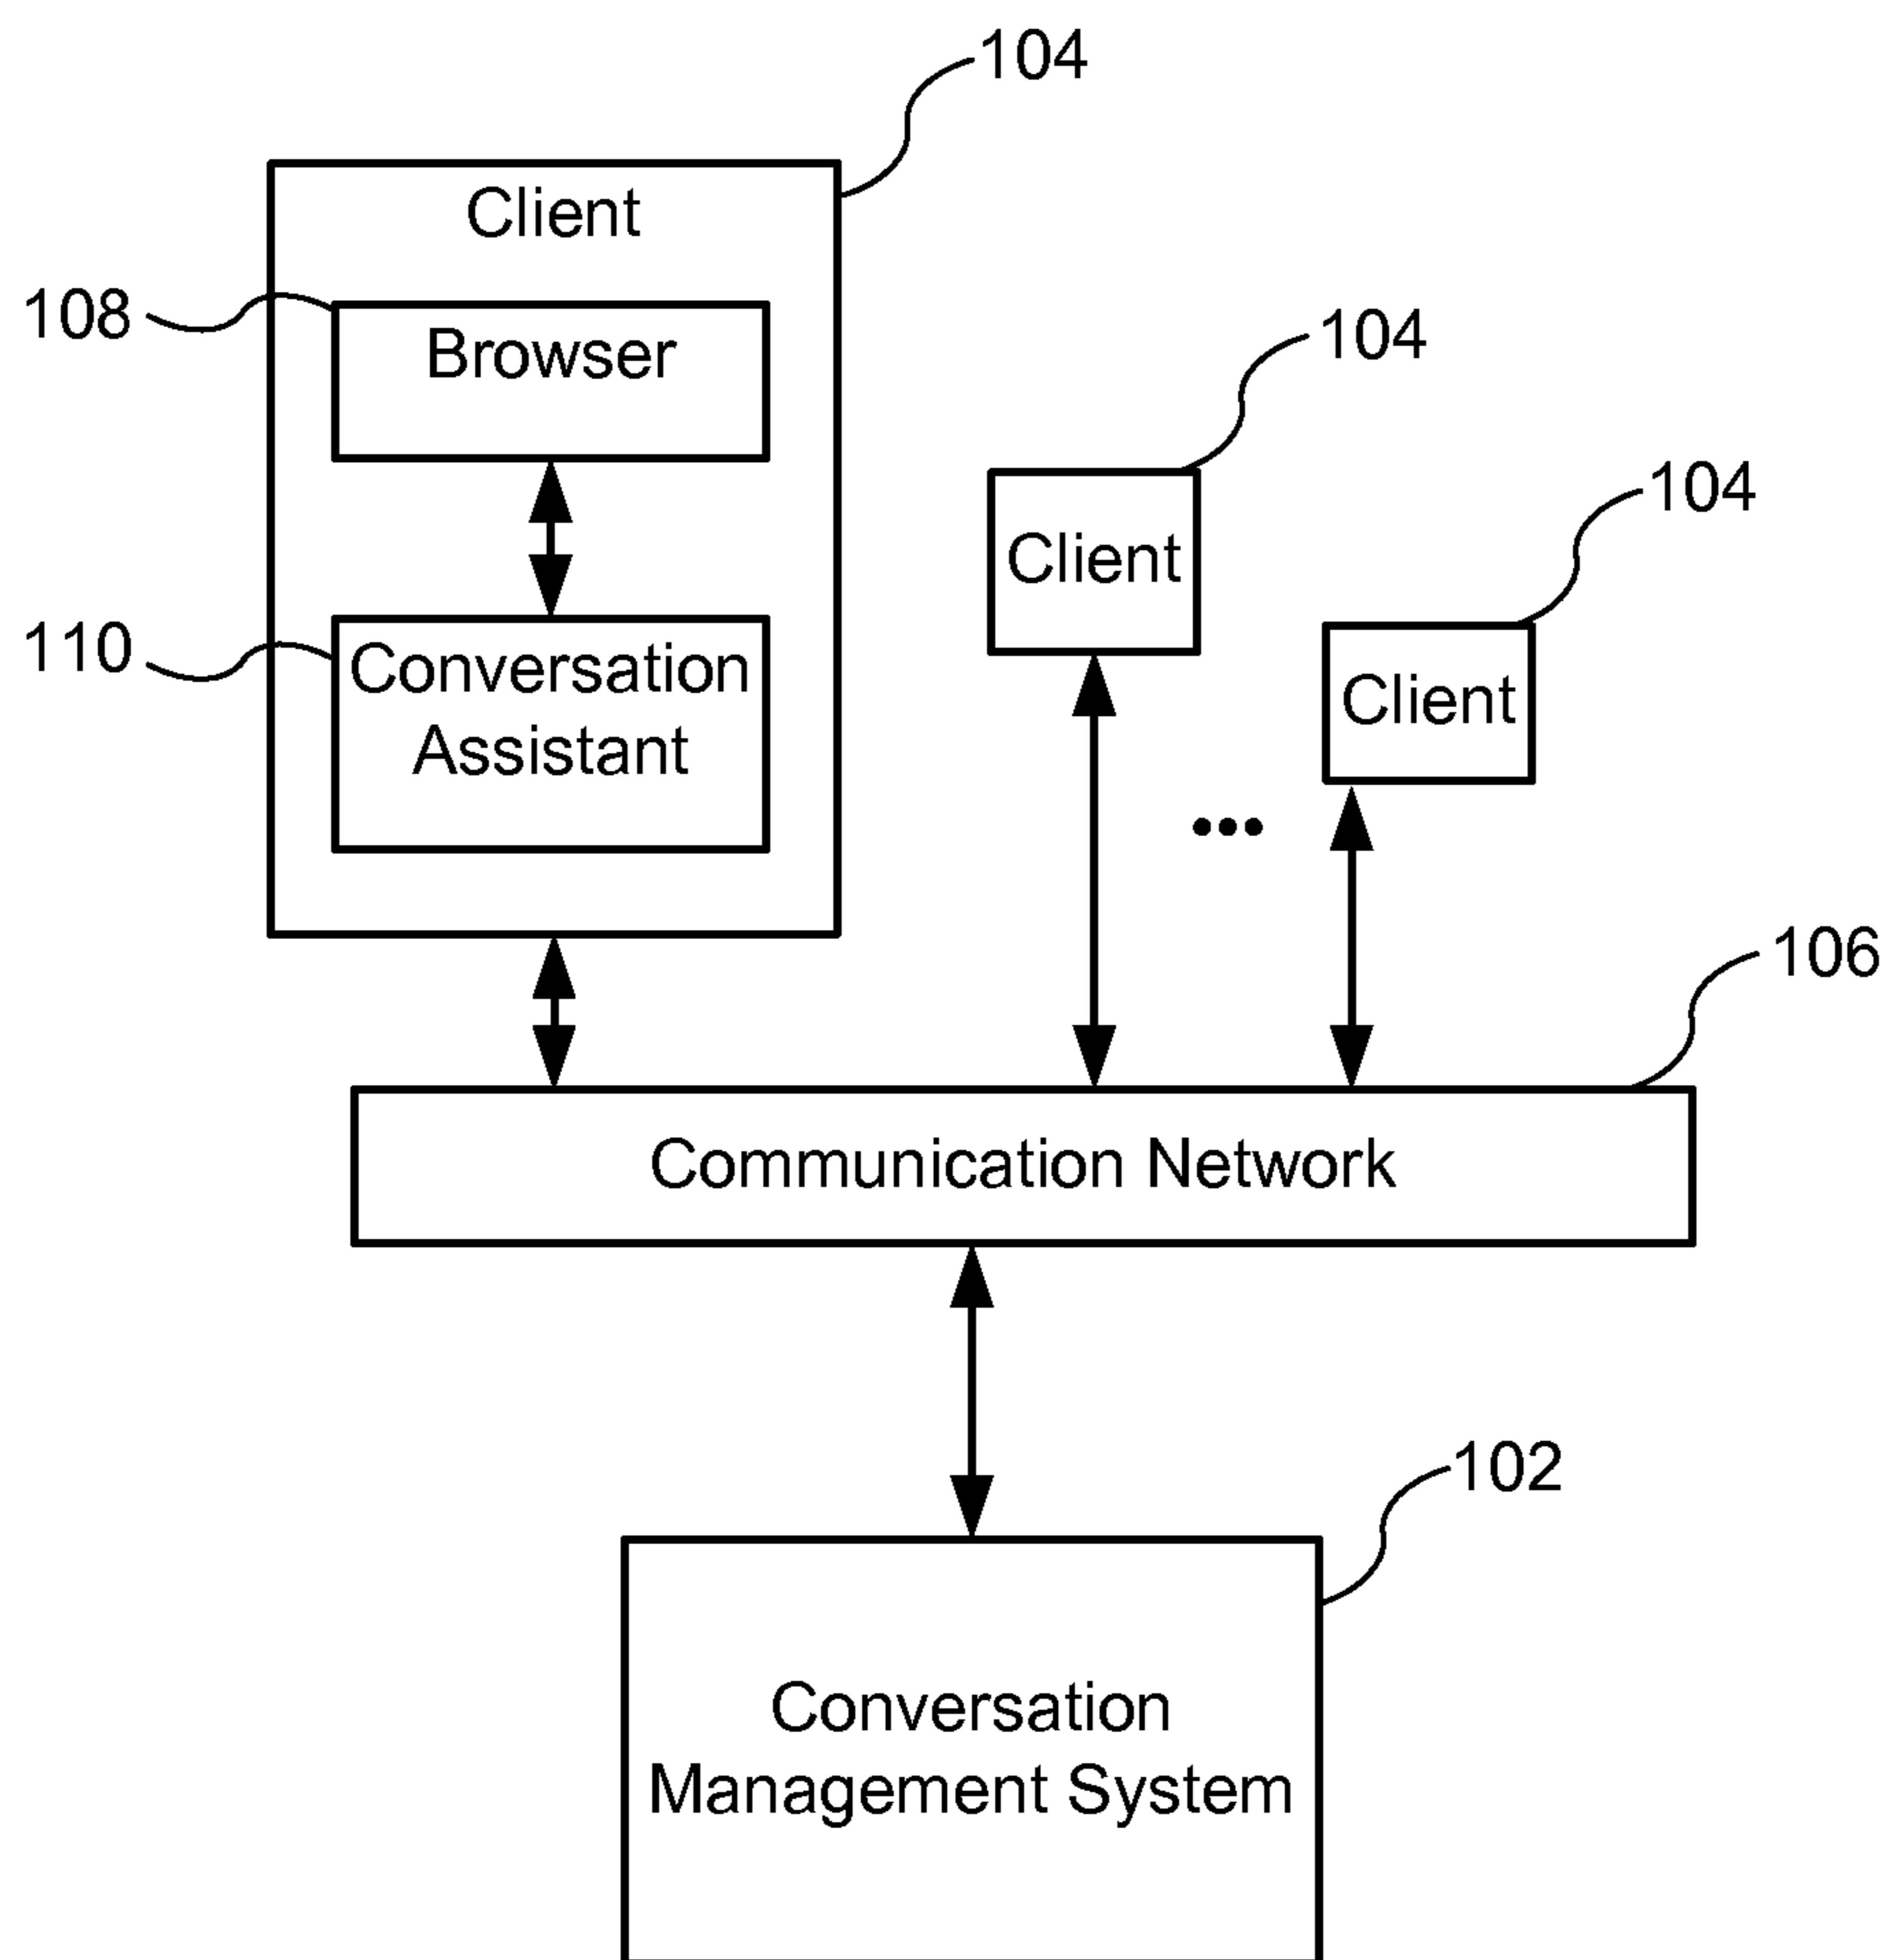 104
Client
108
Browser
104
104
Client
110
Conversation
Assistant
Client
106
Communication Network
102
Conversation
Management System